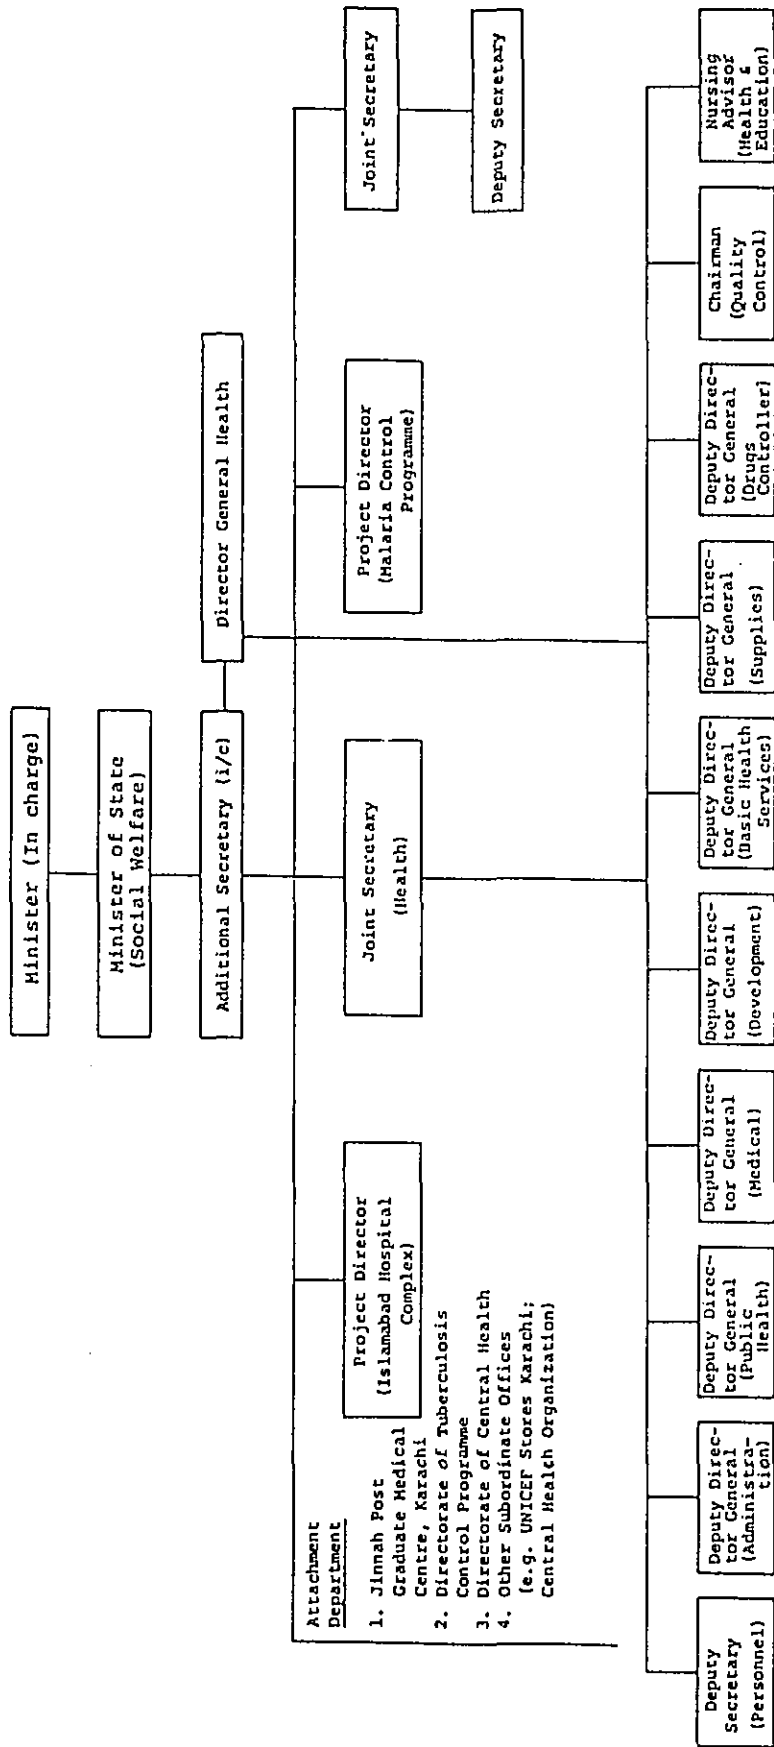 Minister (In charge)
Minister of State
(Social Welfare)
Additional Secretary (i/c)
Director General Health
Attachment
Department
1. Jinnah Post
Graduate Medical
Centre, Karachi
2. Directorate of Tuberculosis
Control Programme
3. Directorate of Central Health
4. Other Subordinate Offices
(e.g. UNICEF Stores Karachi;
Central Health Organization)
Project Director
(Islamabad Hospital
Complex)
Joint Secretary
(Health)
Project Director
(Malaria Control
Programme)
Joint Secretary
Deputy Secretary
Deputy
Secretary
(Personnel)
Deputy Direc-
tor General
(Administra-
tion)
Deputy Direc-
tor General
(Public
Health)
Deputy Direc-
tor General
(Medical)
Deputy Direc-
tor General
(Development)
Deputy Direc-
tor General
(Basic Health
Services)
Deputy Direc-
tor General
(Supplies)
Deputy Direc-
tor General
(Drugs
Controller)
Chairman
(Quality
Control)
Nursing
Advisor
(Health &
Education)